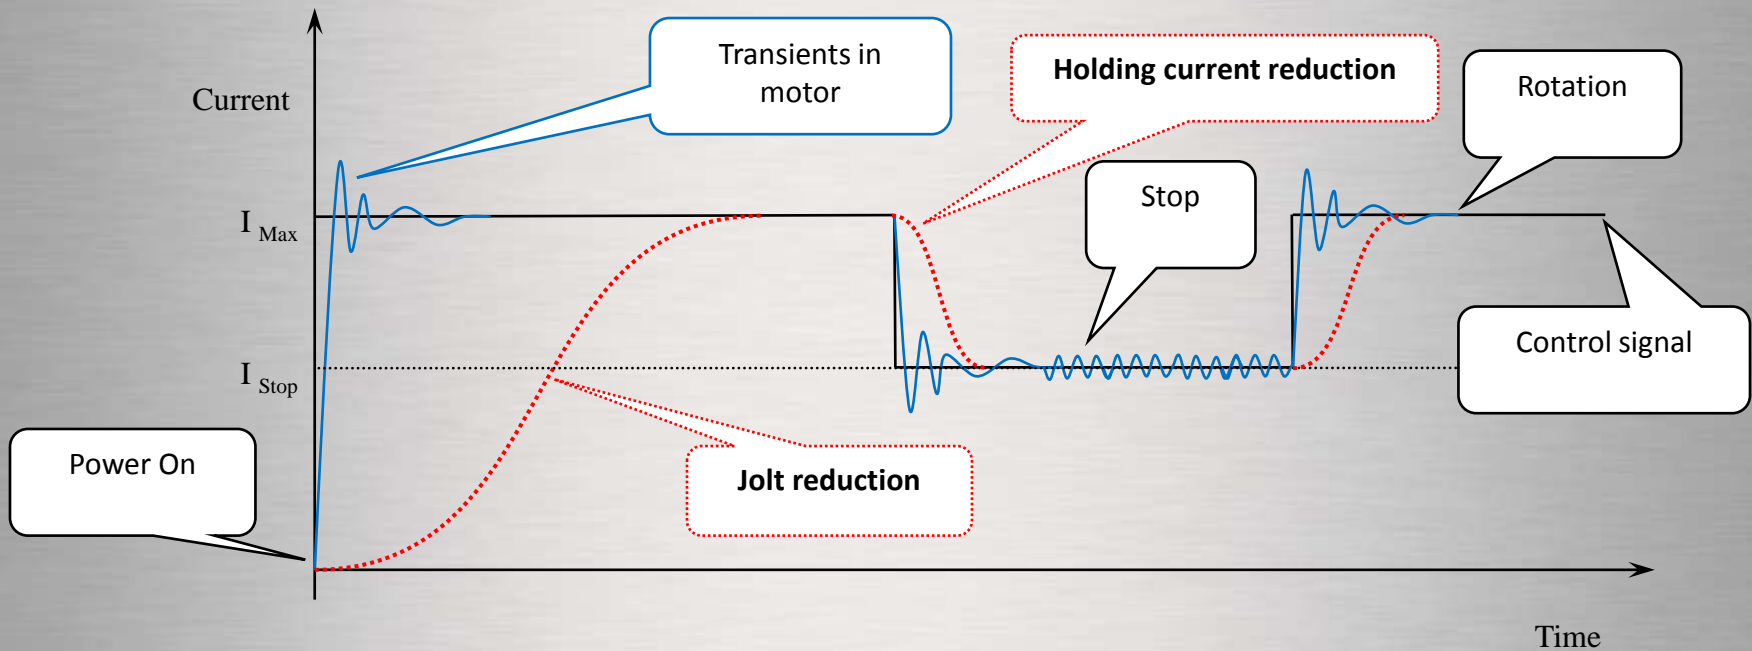 Transients in
motor
Holding current reduction
Rotation
Current
Stop
I Max
Control signal
I Stop
Power On
Jolt reduction
Time